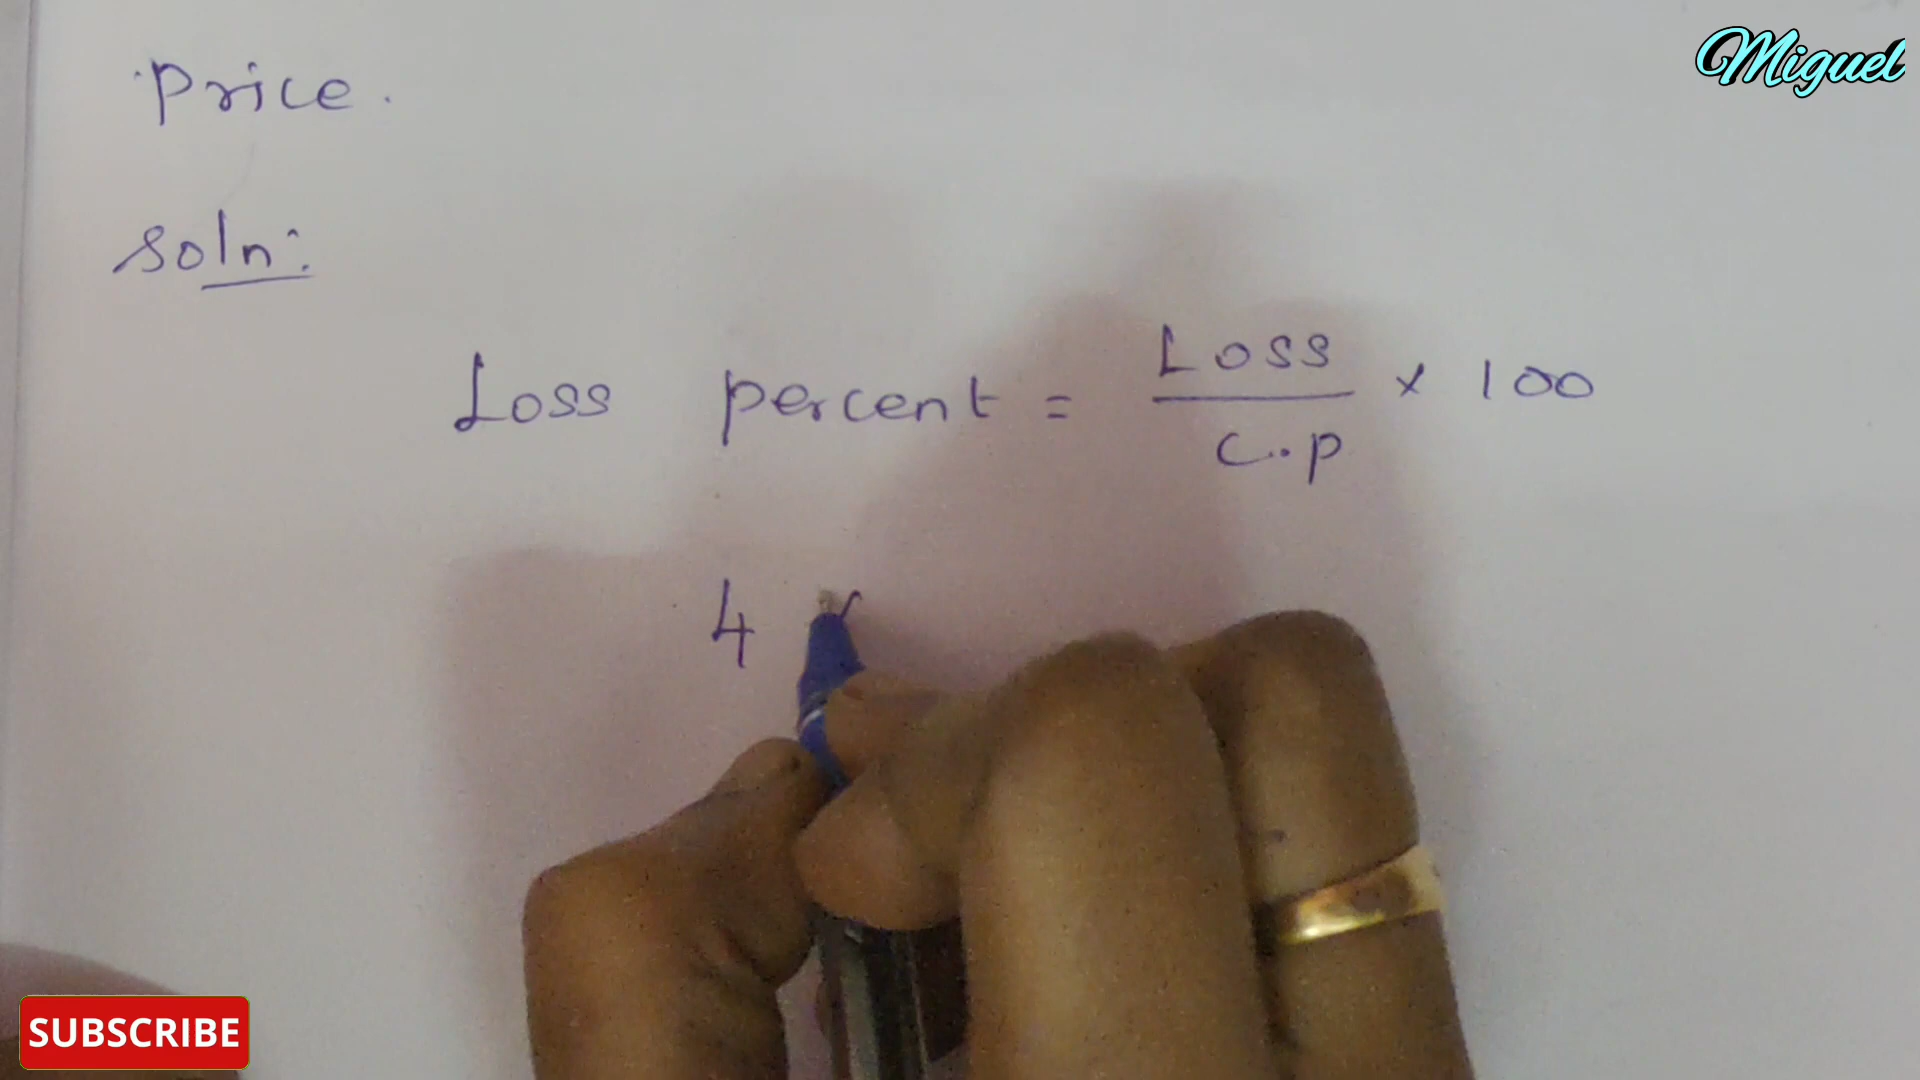 Miguel
Price.
Soln:
Loss percent = Loss / C.P × 100
4
SUBSCRIBE